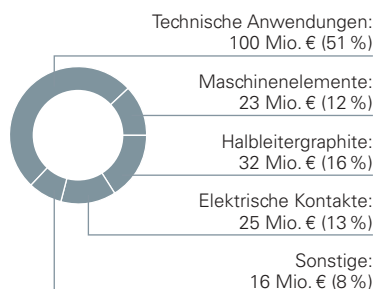 Technische Anwendungen:
100 Mio. € (51 %)
Maschinenelemente:
23 Mio. € (12 %)
Halbleitergraphite:
32 Mio. € (16 %)
Elektrische Kontakte:
25 Mio. € (13 %)
Sonstige:
16 Mio. € (8 %)